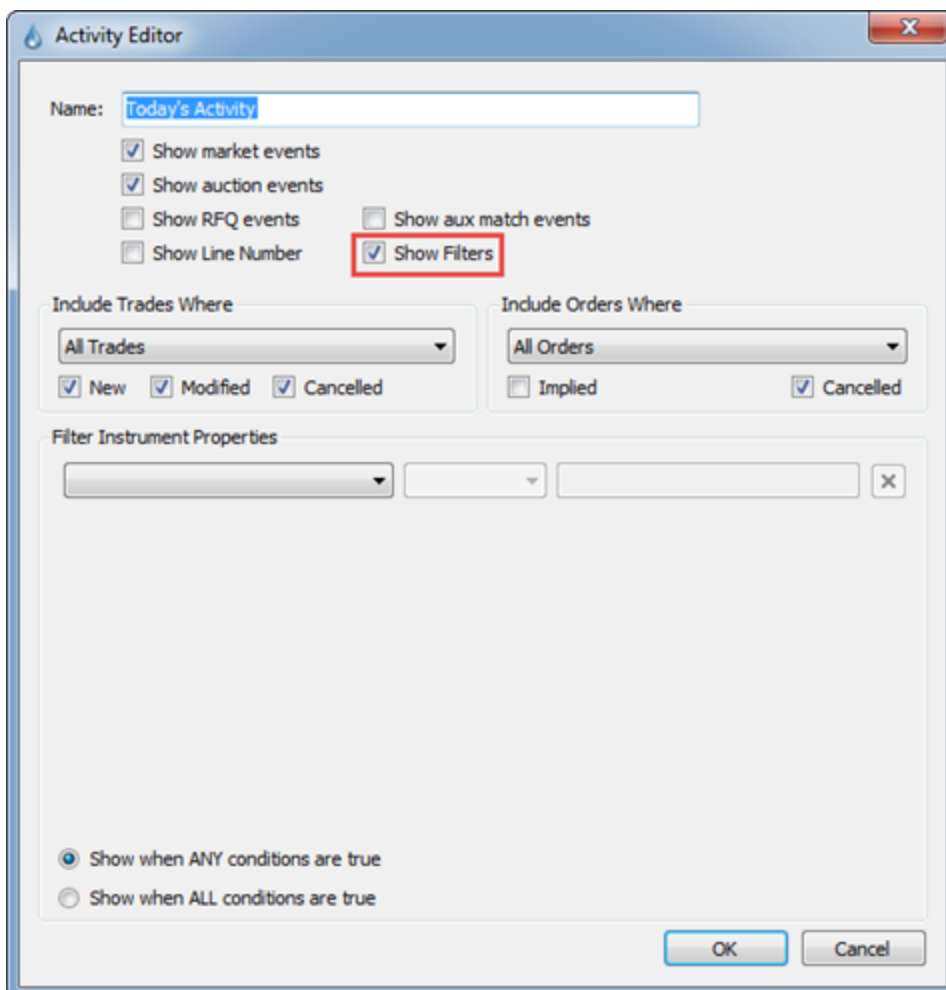 Activity Editor
Name: Today's Activity
Show market events
Show auction events
Show RFQ events Show aux match events
Show Line Number Show Filters
Include Trades Where Include Orders Where
All Trades All Orders
New Modified Cancelled Implied Cancelled
Filter Instrument Properties
Show when ANY conditions are true
Show when ALL conditions are true
OK Cancel